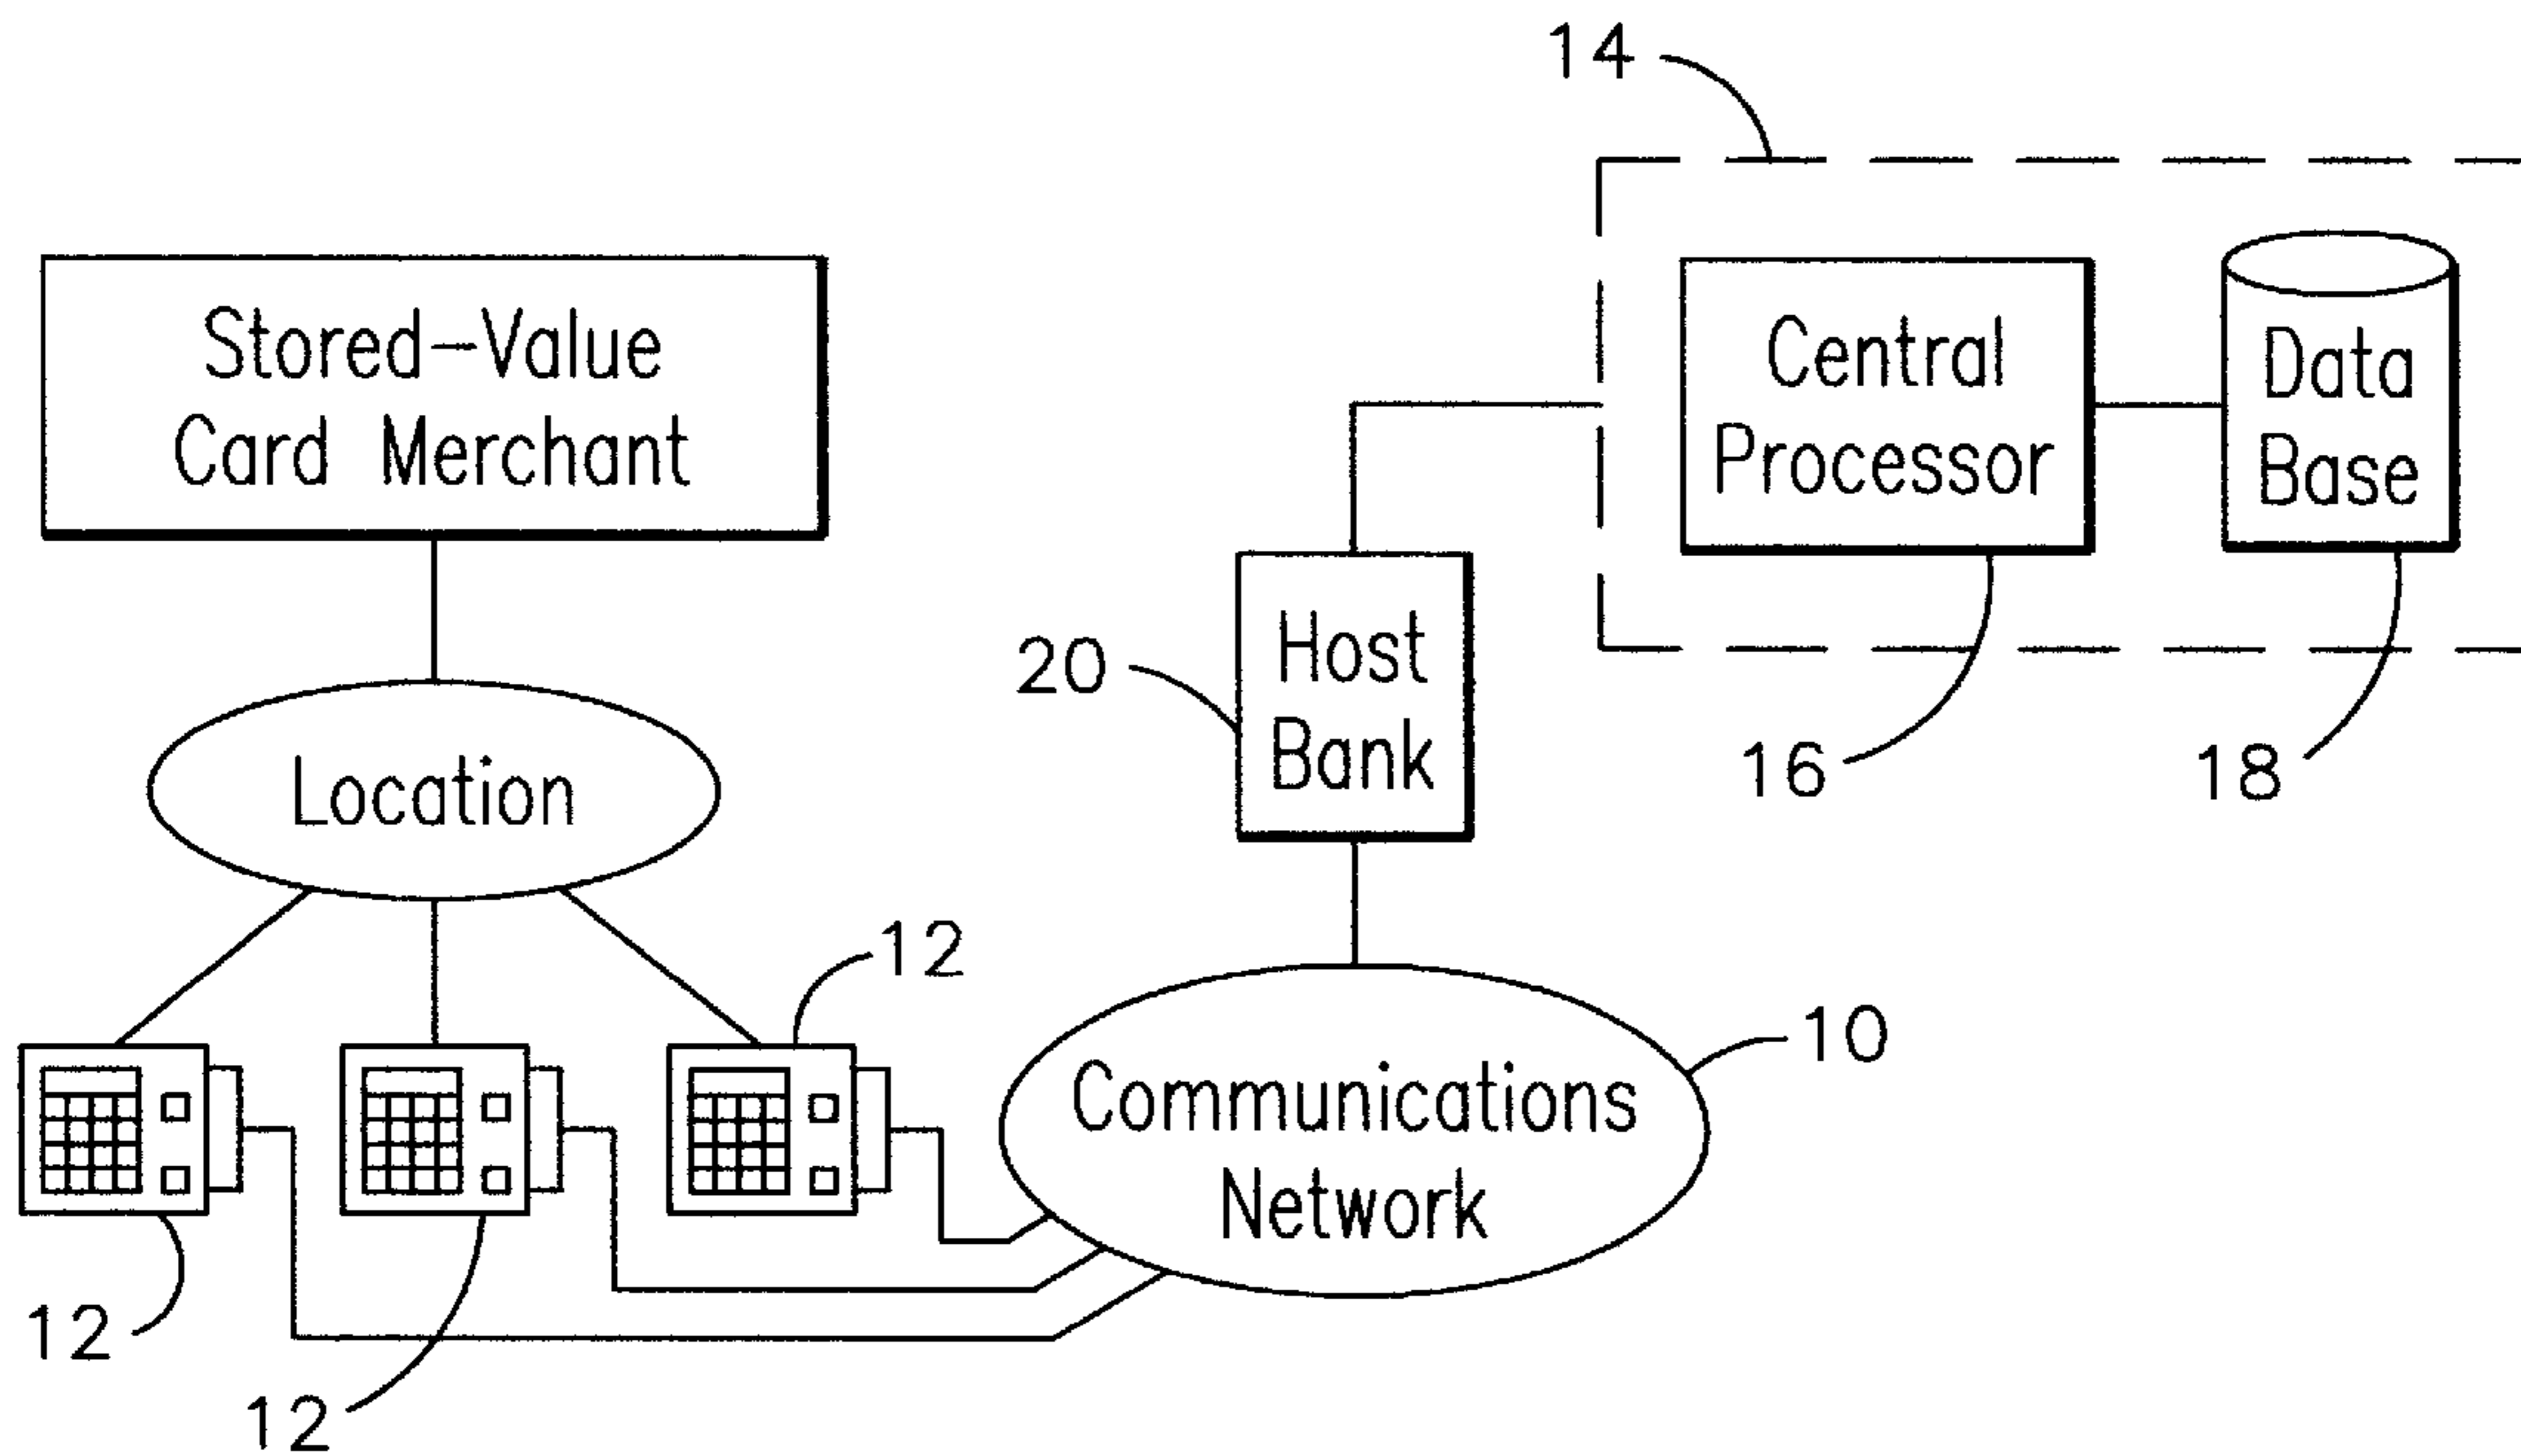 14
Stored-Value
Card Merchant
Central
Processor
Data
Base
Host
Bank
20
16
18
Location
12
10
Communications
Network
12
12